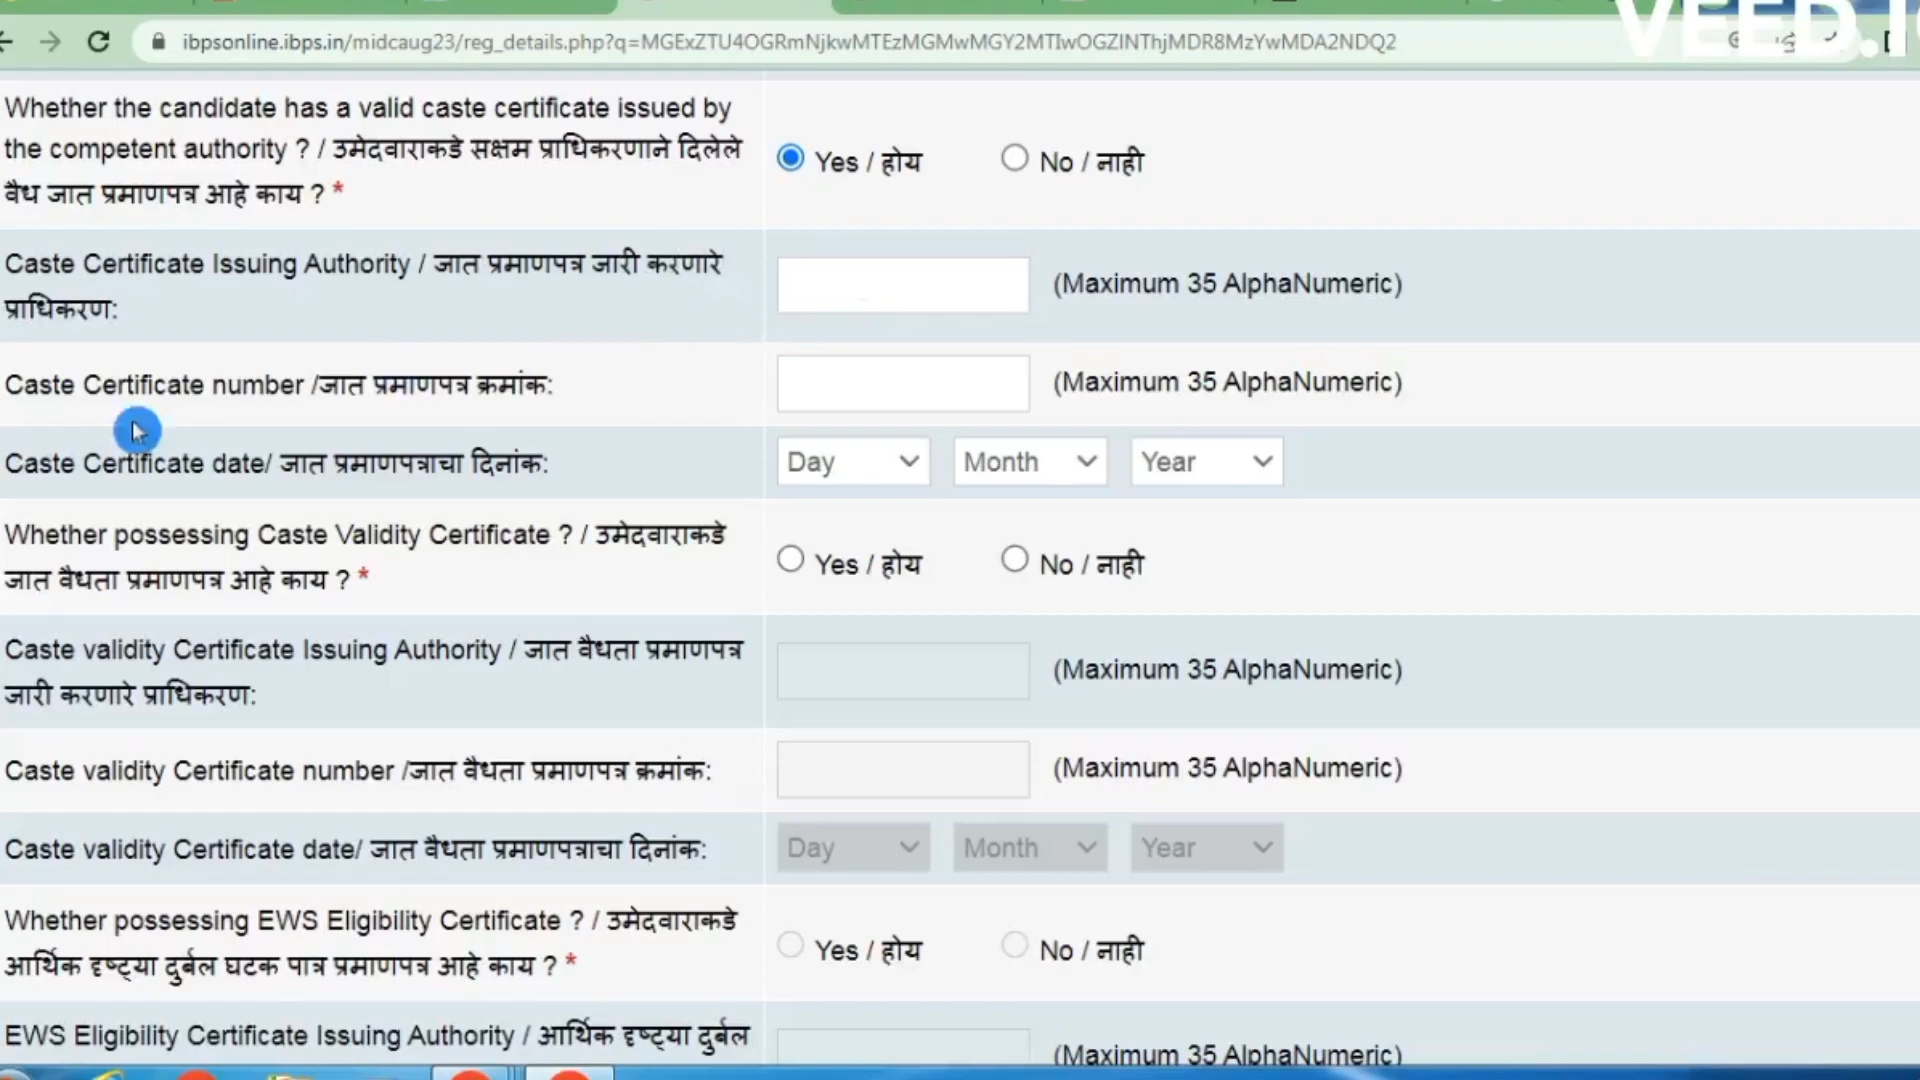 VEED.I
ibpsonline.ibps.in/midcaug23/reg_details.php?q=MGExZTU4OGRmNjkwMTEzMGMwMGY2MTIwOGZlNThjMDR8MzYwMDA2NDQ2
Whether the candidate has a valid caste certificate issued by
the competent authority ? / उमेदवाराकडे सक्षम प्राधिकरणाने दिलेले
वैध जात प्रमाणपत्र आहे काय ? *
Yes / होय No / नाही
Caste Certificate Issuing Authority / जात प्रमाणपत्र जारी करणारे
प्राधिकरण:
(Maximum 35 AlphaNumeric)
Caste Certificate number /जात प्रमाणपत्र क्रमांक:
(Maximum 35 AlphaNumeric)
Caste Certificate date/ जात प्रमाणपत्राचा दिनांक:
Day Month Year
Whether possessing Caste Validity Certificate ? / उमेदवाराकडे
जात वैधता प्रमाणपत्र आहे काय ? *
Yes / होय No / नाही
Caste validity Certificate Issuing Authority / जात वैधता प्रमाणपत्र
जारी करणारे प्राधिकरण:
(Maximum 35 AlphaNumeric)
Caste validity Certificate number /जात वैधता प्रमाणपत्र क्रमांक:
(Maximum 35 AlphaNumeric)
Caste validity Certificate date/ जात वैधता प्रमाणपत्राचा दिनांक:
Day Month Year
Whether possessing EWS Eligibility Certificate ? / उमेदवाराकडे
आर्थिक दृष्ट्या दुर्बल घटक पात्र प्रमाणपत्र आहे काय ? *
Yes / होय No / नाही
EWS Eligibility Certificate Issuing Authority / आर्थिक दृष्ट्या दुर्बल
(Maximum 35 AlphaNumeric)